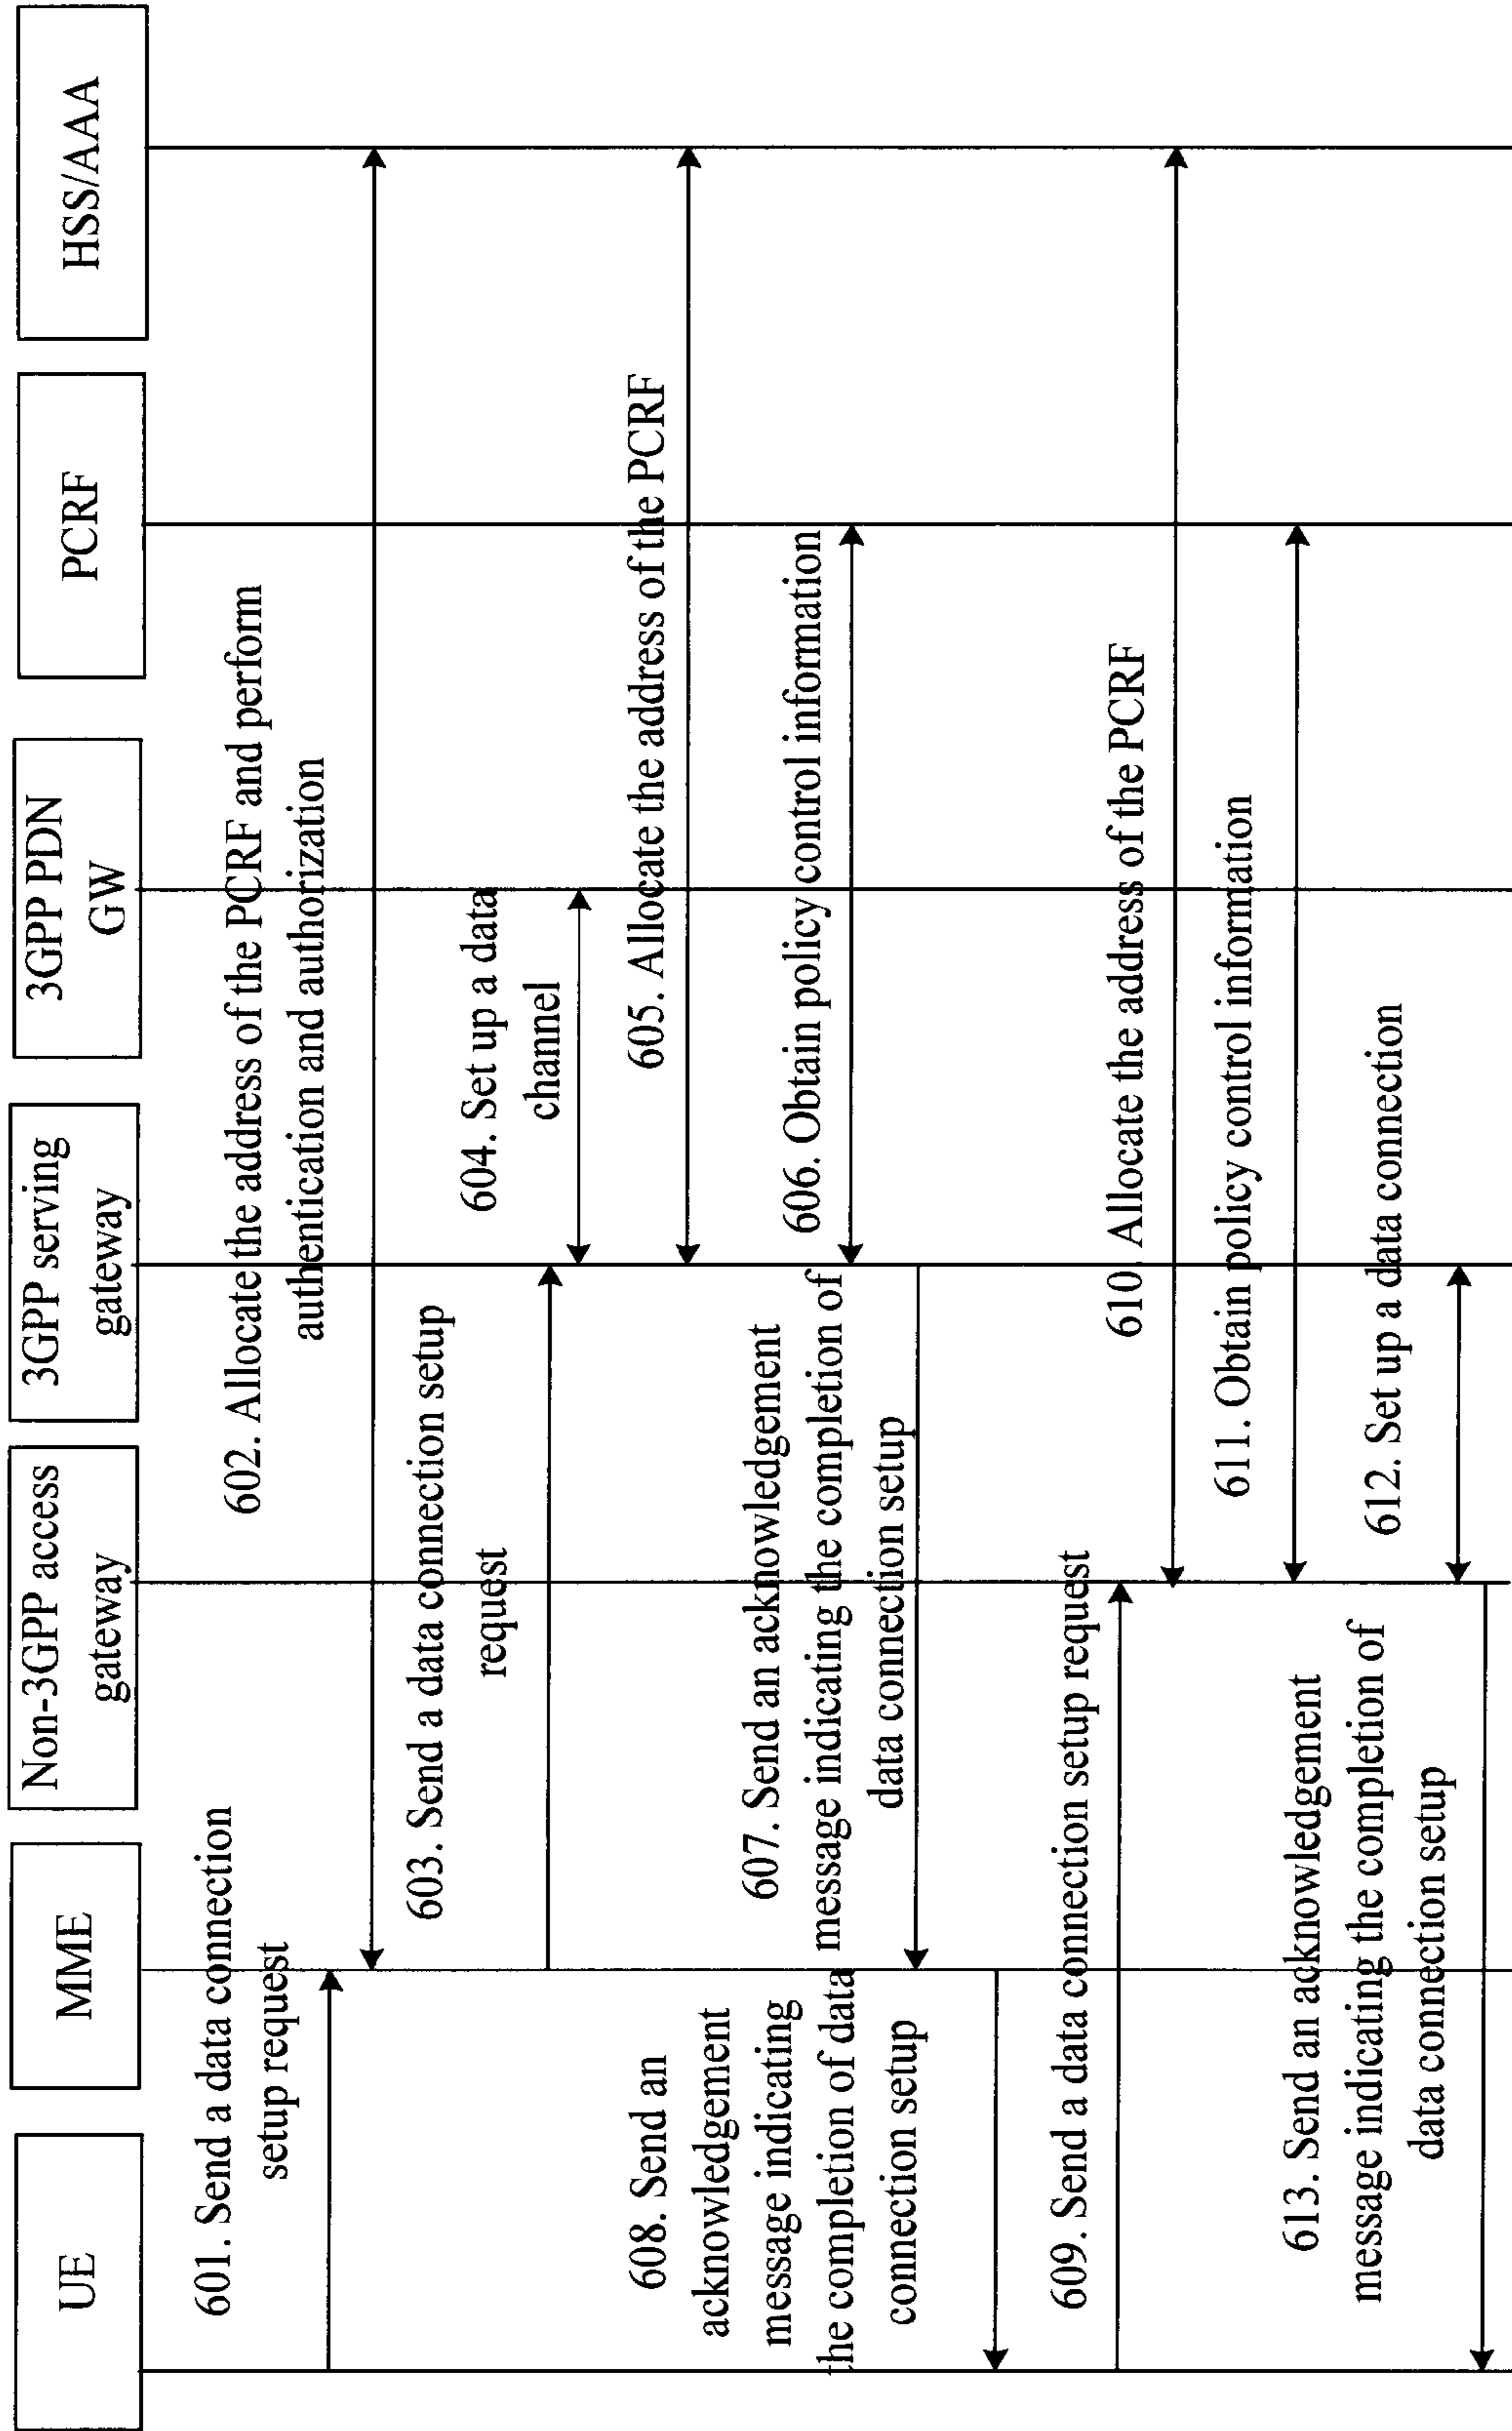 UE
MME
Non-3GPP access
gateway
3GPP serving
gateway
3GPP PDN
GW
PCRF
HSS/AAA
601. Send a data connection
setup request
602. Allocate the address of the PCRF and perform
authentication and authorization
603. Send a data connection setup
request
604. Set up a data
channel
605. Allocate the address of the PCRF
606. Obtain policy control information
607. Send an acknowledgement
message indicating the completion of
data connection setup
608. Send an
acknowledgement
message indicating
the completion of data
connection setup
609. Send a data connection setup request
610. Allocate the address of the PCRF
611. Obtain policy control information
612. Set up a data connection
613. Send an acknowledgement
message indicating the completion of
data connection setup